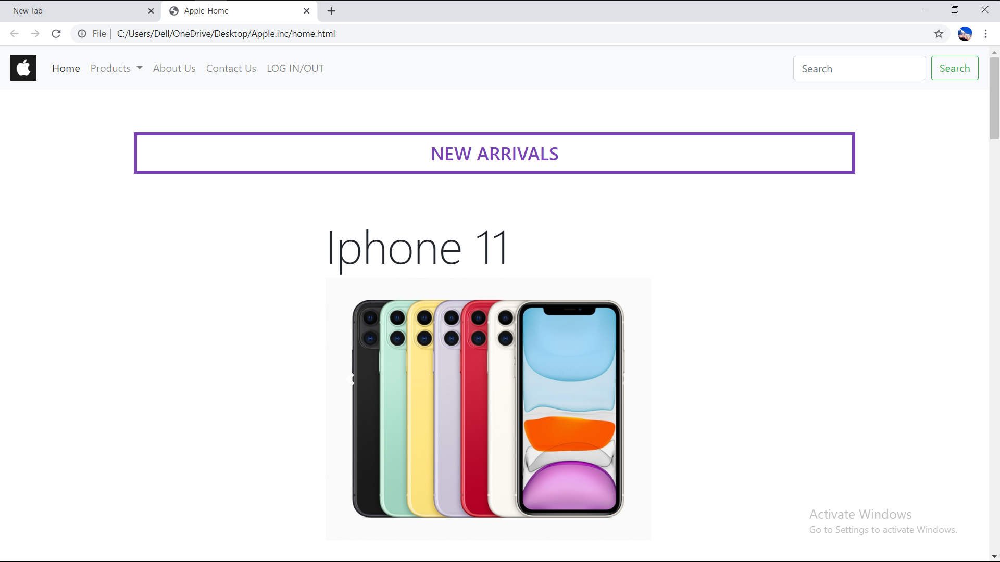 New Tab
Apple-Home
File | C:/Users/Dell/OneDrive/Desktop/Apple.inc/home.html
Home Products About Us Contact Us LOG IN/OUT Search Search
NEW ARRIVALS
Iphone 11
Activate Windows
Go to Settings to activate Windows.